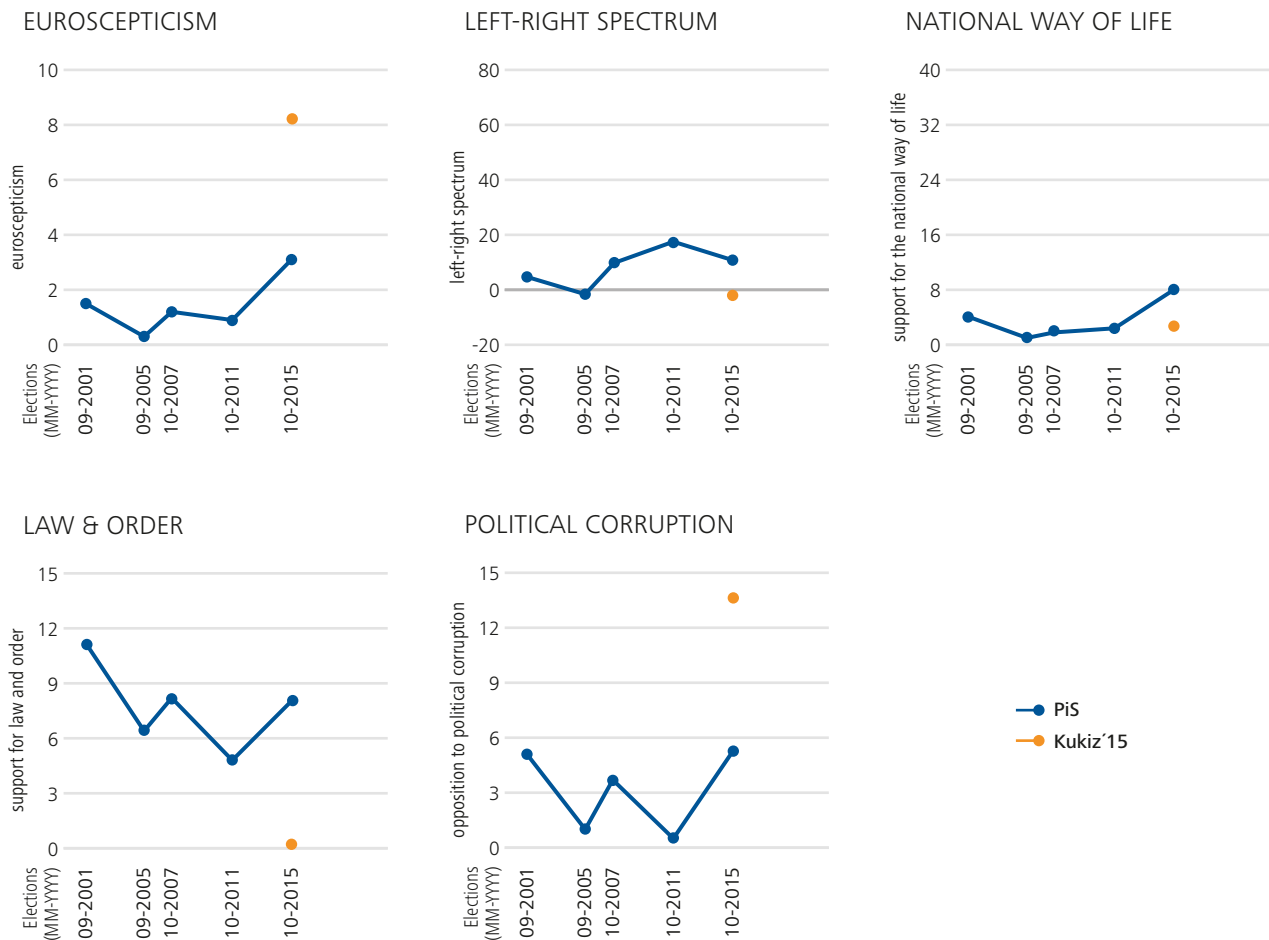 EUROSCEPTICISM
10
8
6
4
2
0
euroscepticism
Elections
(MM-YYYY)
09-2001
09-2005
10-2007
10-2011
10-2015
LEFT-RIGHT SPECTRUM
80
60
40
20
0
-20
left-right spectrum
Elections
(MM-YYYY)
09-2001
09-2005
10-2007
10-2011
10-2015
NATIONAL WAY OF LIFE
40
32
24
16
8
0
support for the national way of life
Elections
(MM-YYYY)
09-2001
09-2005
10-2007
10-2011
10-2015
LAW & ORDER
15
12
9
6
3
0
support for law and order
Elections
(MM-YYYY)
09-2001
09-2005
10-2007
10-2011
10-2015
POLITICAL CORRUPTION
15
12
9
6
3
0
opposition to political corruption
Elections
(MM-YYYY)
09-2001
09-2005
10-2007
10-2011
10-2015
PiS
Kukiz´15